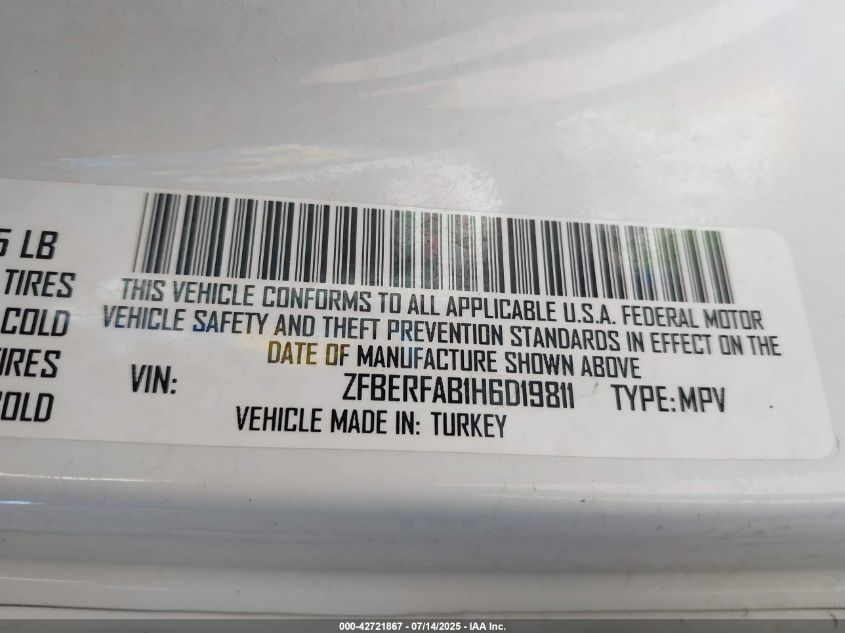 5 LB
TIRES
COLD
TIRES
COLD
THIS VEHICLE CONFORMS TO ALL APPLICABLE U.S.A. FEDERAL MOTOR
VEHICLE SAFETY AND THEFT PREVENTION STANDARDS IN EFFECT ON THE
DATE OF MANUFACTURE SHOWN ABOVE
VIN: ZFBERFAB1H6D19811 TYPE: MPV
VEHICLE MADE IN: TURKEY
000-42721867 - 07/14/2025 - IAA Inc.